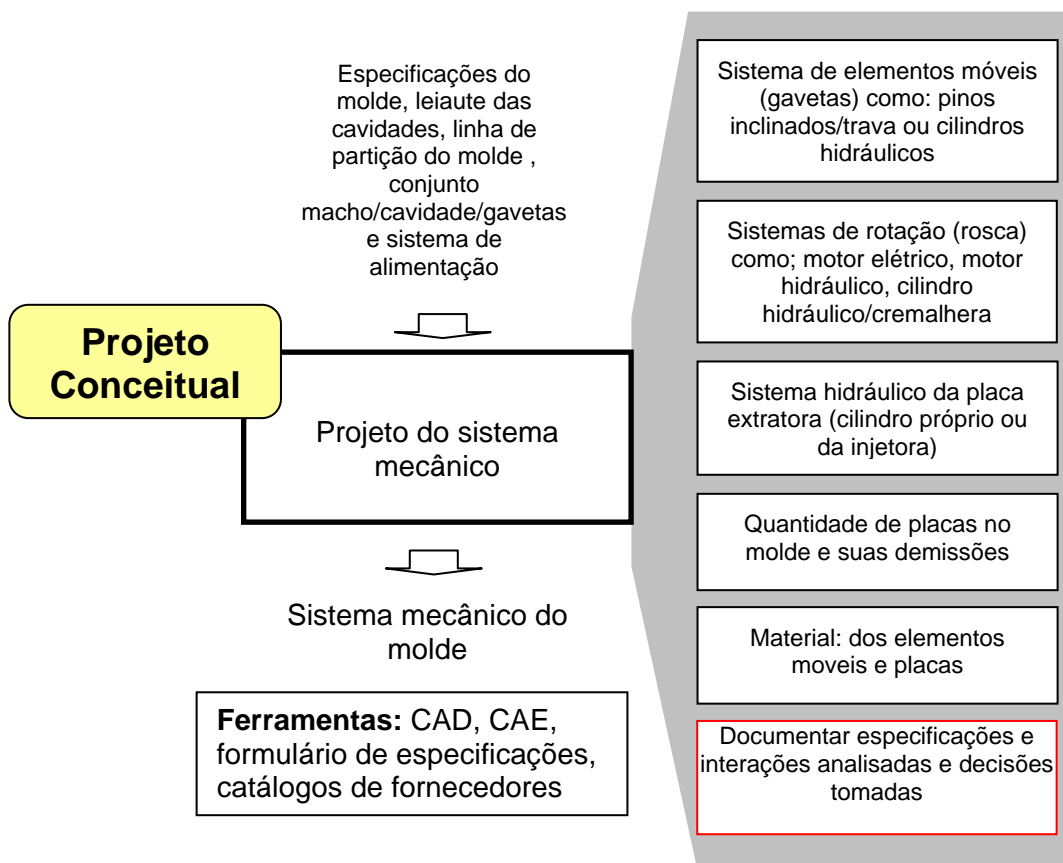 Especificações do
molde, leiaute das
cavidades, linha de
partição do molde ,
conjunto
macho/cavidade/gavetas
e sistema de
alimentação
Projeto
Conceitual
Projeto do sistema
mecânico
Sistema mecânico do
molde
Ferramentas: CAD, CAE,
formulário de especificações,
catálogos de fornecedores
Sistema de elementos móveis
(gavetas) como: pinos
inclinados/trava ou cilindros
hidráulicos
Sistemas de rotação (rosca)
como; motor elétrico, motor
hidráulico, cilindro
hidráulico/cremalhera
Sistema hidráulico da placa
extratora (cilindro próprio ou
da injetora)
Quantidade de placas no
molde e suas demissões
Material: dos elementos
moveis e placas
Documentar especificações e
interações analisadas e decisões
tomadas